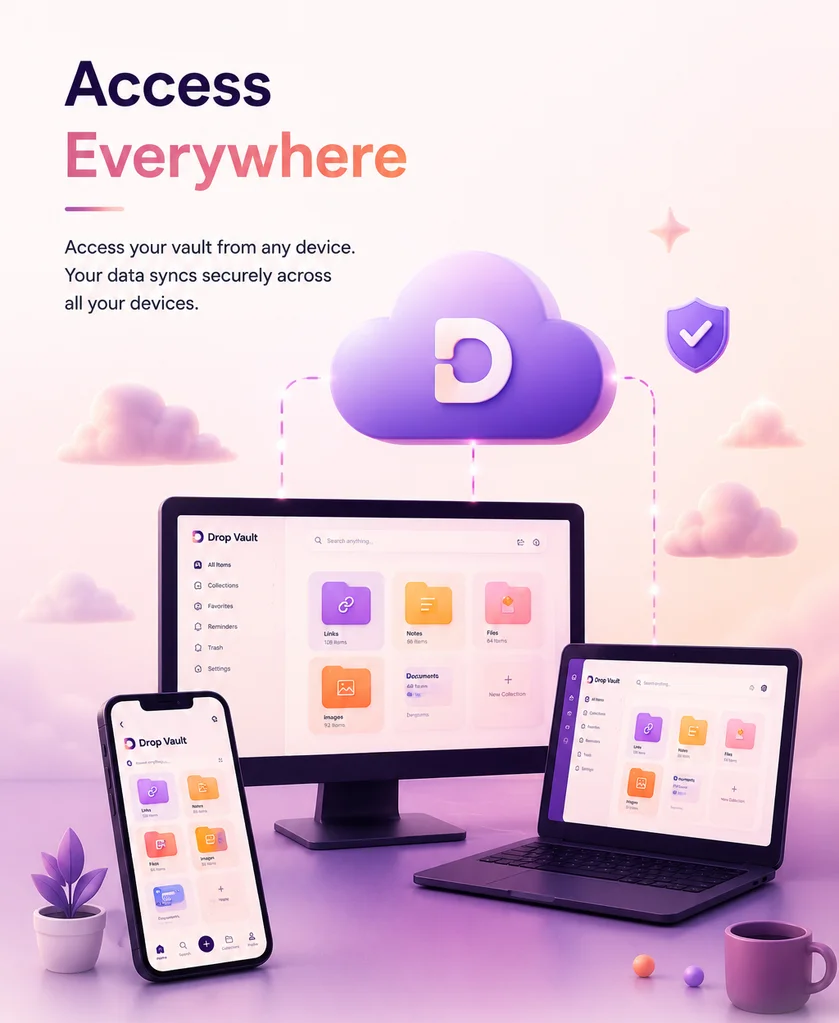 Access
Everywhere
Access your vault from any device.
Your data syncs securely across
all your devices.
D
Drop Vault
Search anything...
All Items
Collections
Favorites
Reminders
Trash
Settings
Links
128 Items
Notes
86 Items
Files
64 Items
Images
Documents
New Collection
Drop Vault
All Items
Links
Notes
Files
Images
New Collection
Drop Vault
Links
Notes
Files
Images
Home